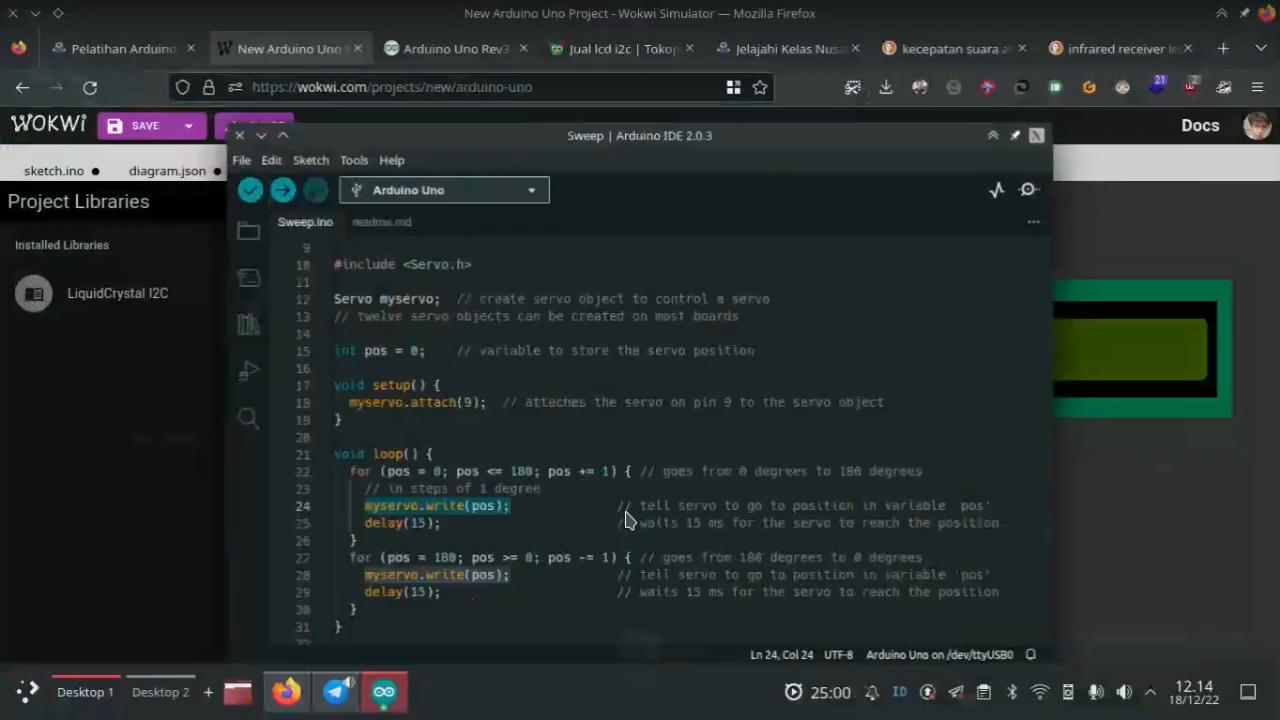 New Arduino Uno Project - Wokwi Simulator — Mozilla Firefox
Pelatihan Arduino
New Arduino Uno
Arduino Uno Rev3
Jual lcd i2c | Tokop
Jelajahi Kelas Nusa
kecepatan suara a
infrared receiver le
https://wokwi.com/projects/new/arduino-uno
21
2
WOKWI
SAVE
Docs
Sweep | Arduino IDE 2.0.3
sketch.ino
diagram.json
File Edit Sketch Tools Help
Project Libraries
Arduino Uno
Installed Libraries
LiquidCrystal I2C
Sweep.ino
readme.md
9
10 #include <Servo.h>
11
12 Servo myservo; // create servo object to control a servo
13 // twelve servo objects can be created on most boards
14
15 int pos = 0; // variable to store the servo position
16
17 void setup() {
18 myservo.attach(9); // attaches the servo on pin 9 to the servo object
19 }
20
21 void loop() {
22 for (pos = 0; pos <= 180; pos += 1) { // goes from 0 degrees to 180 degrees
23 // in steps of 1 degree
24 myservo.write(pos); // tell servo to go to position in variable 'pos'
25 delay(15); // waits 15 ms for the servo to reach the position
26 }
27 for (pos = 180; pos >= 0; pos -= 1) { // goes from 180 degrees to 0 degrees
28 myservo.write(pos); // tell servo to go to position in variable 'pos'
29 delay(15); // waits 15 ms for the servo to reach the position
30 }
31 }
Ln 24, Col 24 UTF-8 Arduino Uno on /dev/ttyUSB0
Desktop 1
Desktop 2
25:00
ID
12.14
18/12/22